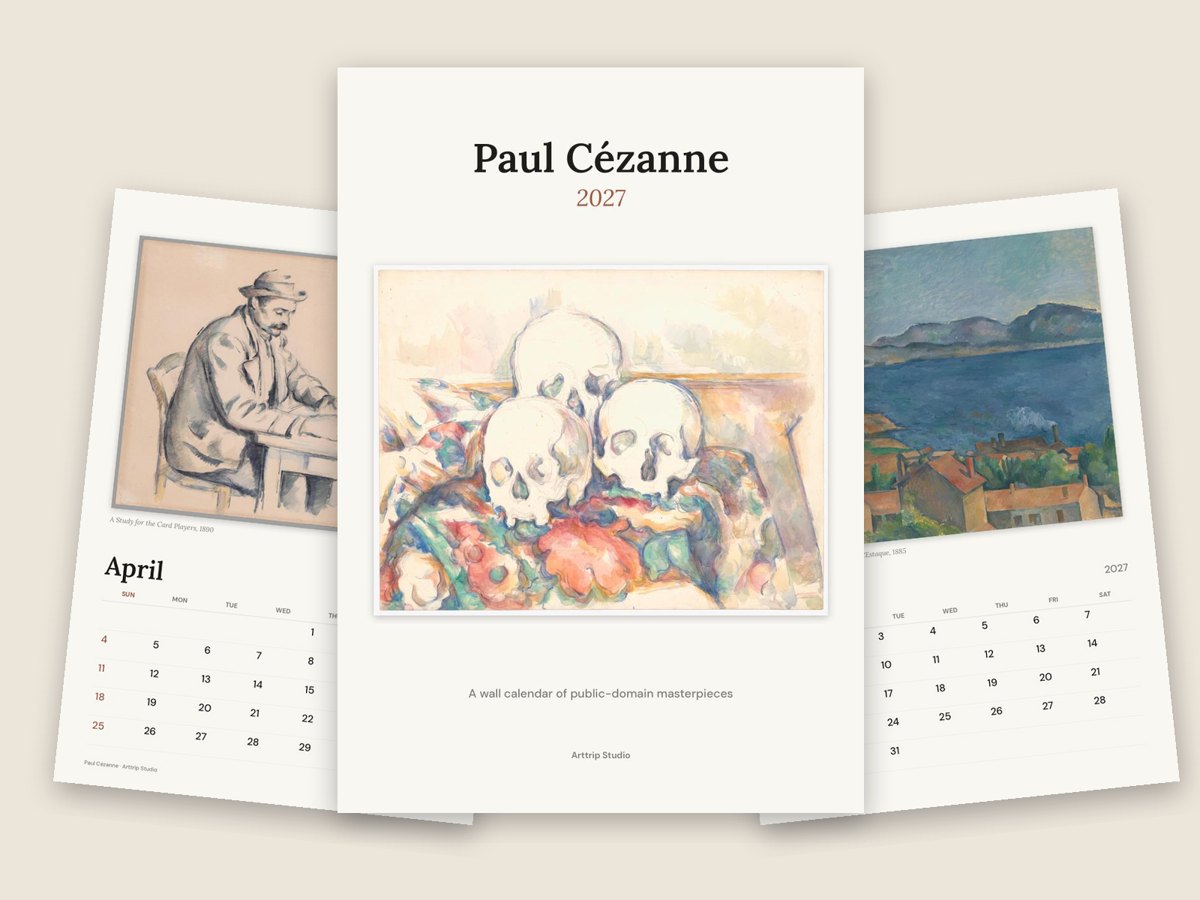 Paul Cézanne
2027
A wall calendar of public-domain masterpieces
Arttrip Studio
A Study for the Card Players, 1890
April
SUN MON TUE WED
1
4 5 6 7 8
11 12 13 14 15
18 19 20 21 22
25 26 27 28 29
Paul Cézanne · Arttrip Studio
Estaque, 1885
2027
TUE WED THU FRI SAT
3 4 5 6 7
10 11 12 13 14
17 18 19 20 21
24 25 26 27 28
31